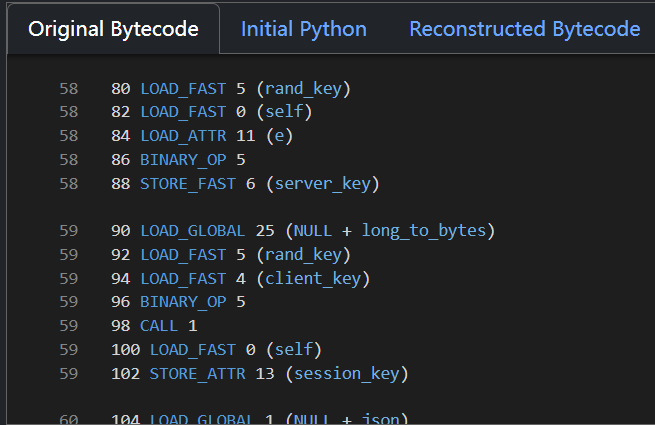 Original Bytecode Initial Python Reconstructed Bytecode
58 80 LOAD_FAST 5 (rand_key)
58 82 LOAD_FAST 0 (self)
58 84 LOAD_ATTR 11 (e)
58 86 BINARY_OP 5
58 88 STORE_FAST 6 (server_key)
59 90 LOAD_GLOBAL 25 (NULL + long_to_bytes)
59 92 LOAD_FAST 5 (rand_key)
59 94 LOAD_FAST 4 (client_key)
59 96 BINARY_OP 5
59 98 CALL 1
59 100 LOAD_FAST 0 (self)
59 102 STORE_ATTR 13 (session_key)
60 104 LOAD_GLOBAL 1 (NULL + json)